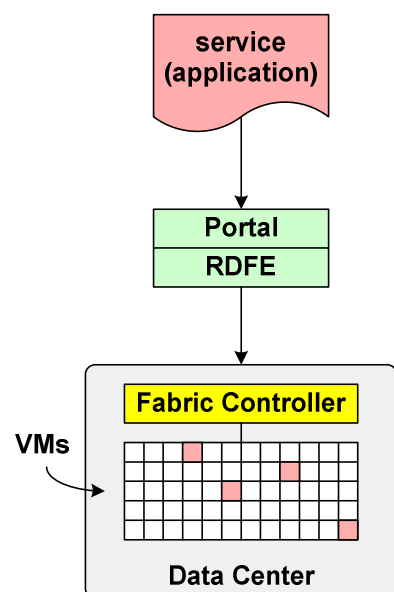 service
(application)
Portal
RDFE
Fabric Controller
VMs
Data Center